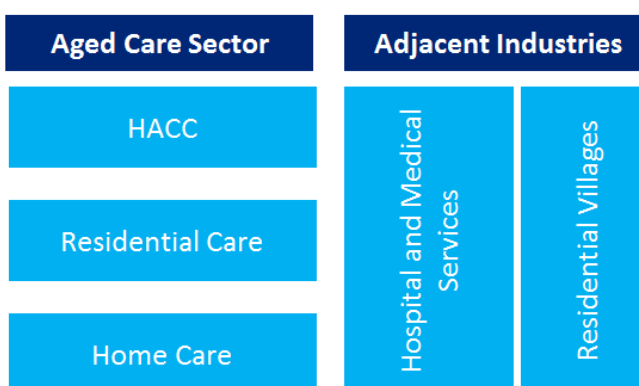 Aged Care Sector
Adjacent Industries
HACC
Residential Care
Home Care
Hospital and Medical
Services
Residential Villages